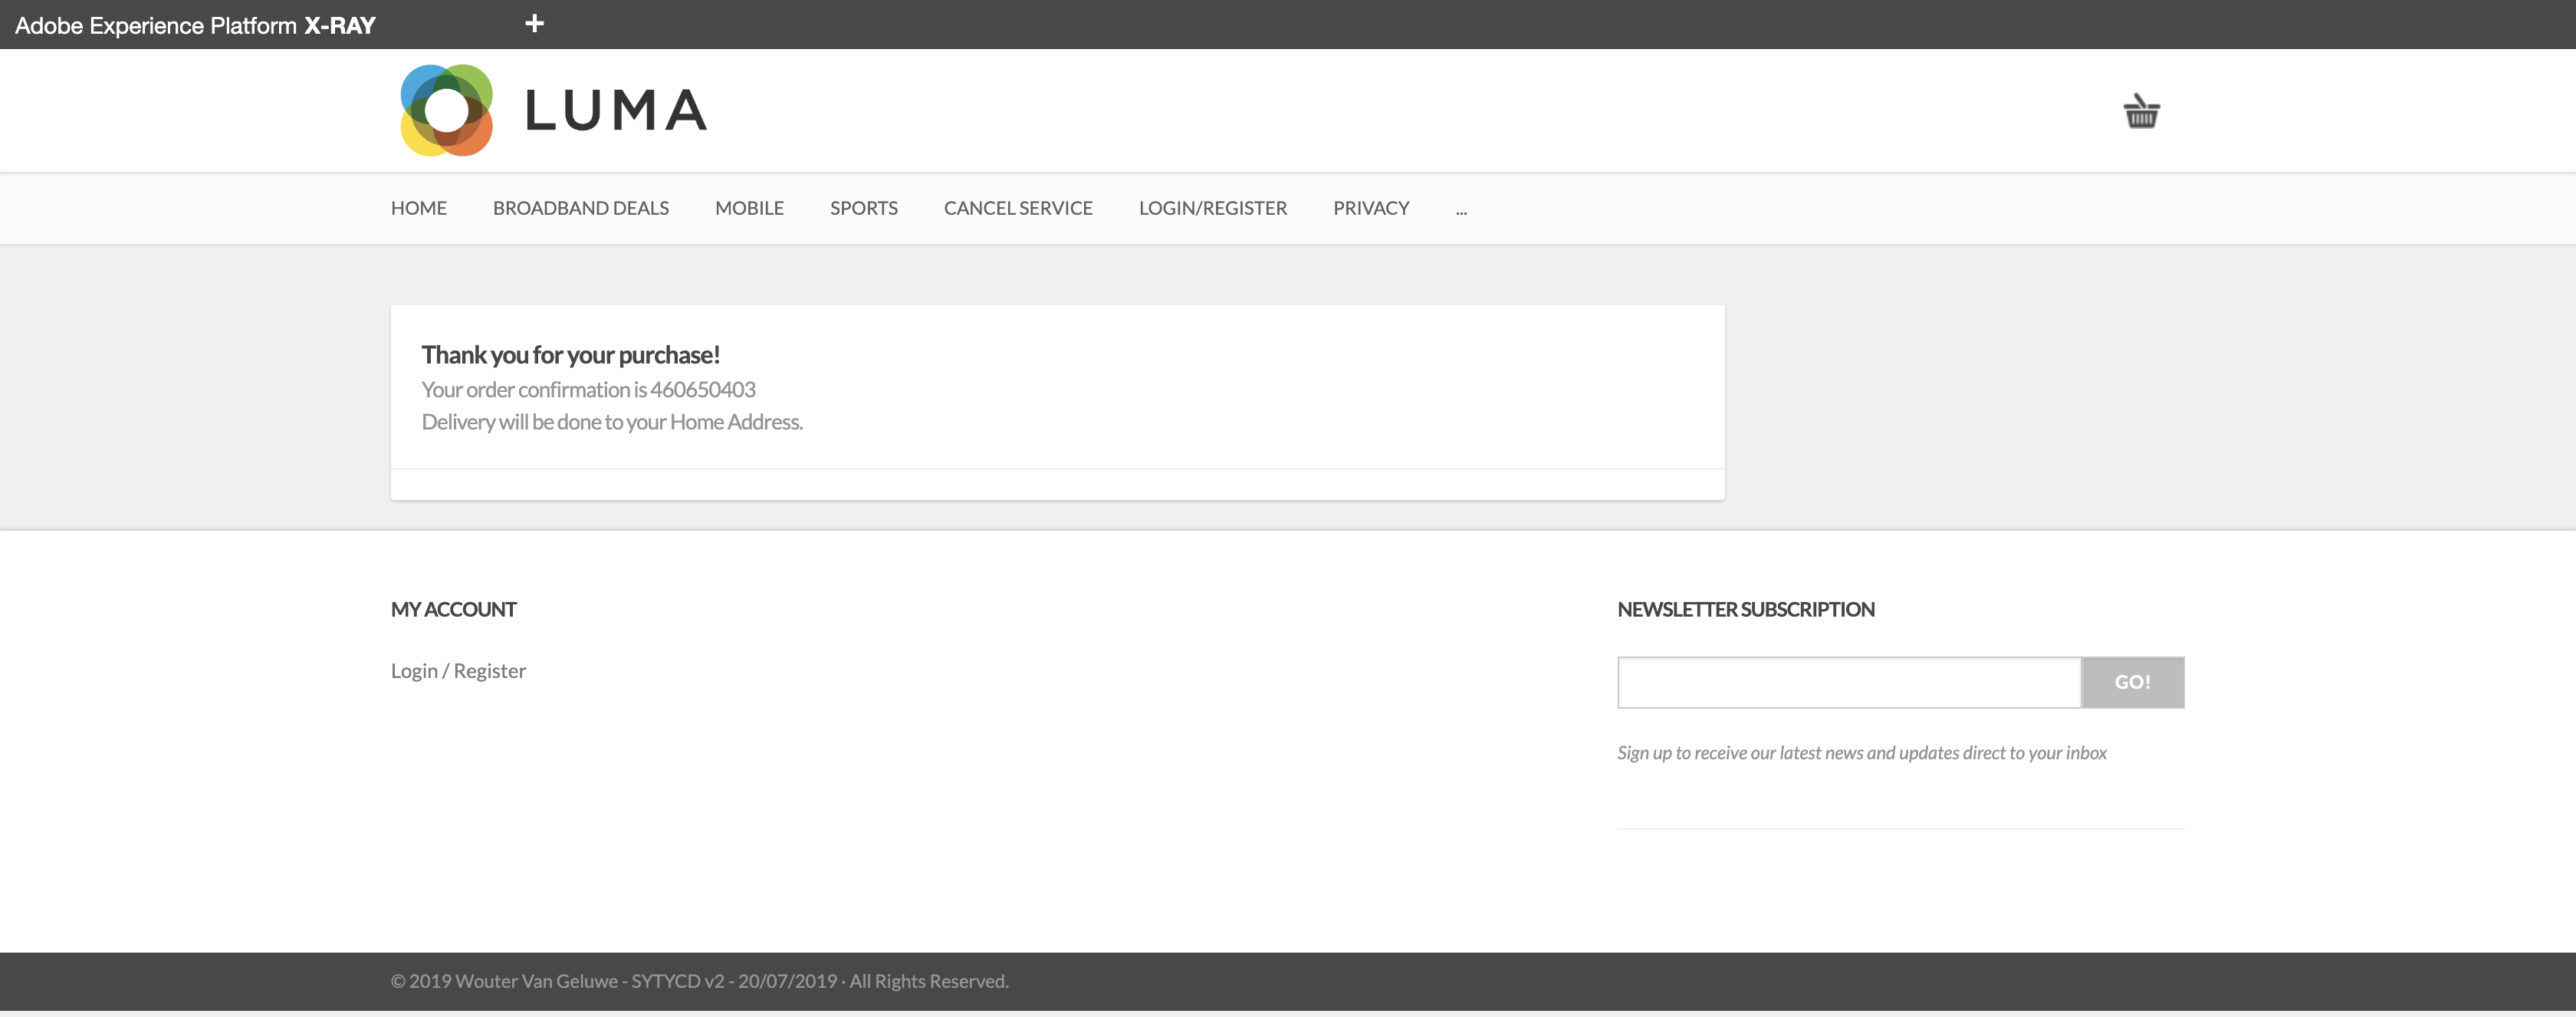 Adobe Experience Platform X-RAY +
LUMA
HOME BROADBAND DEALS MOBILE SPORTS CANCEL SERVICE LOGIN/REGISTER PRIVACY ...
Thank you for your purchase!
Your order confirmation is 460650403
Delivery will be done to your Home Address.
MY ACCOUNT
Login / Register
NEWSLETTER SUBSCRIPTION
GO!
Sign up to receive our latest news and updates direct to your inbox
© 2019 Wouter Van Geluwe - SYTYCD v2 - 20/07/2019 · All Rights Reserved.